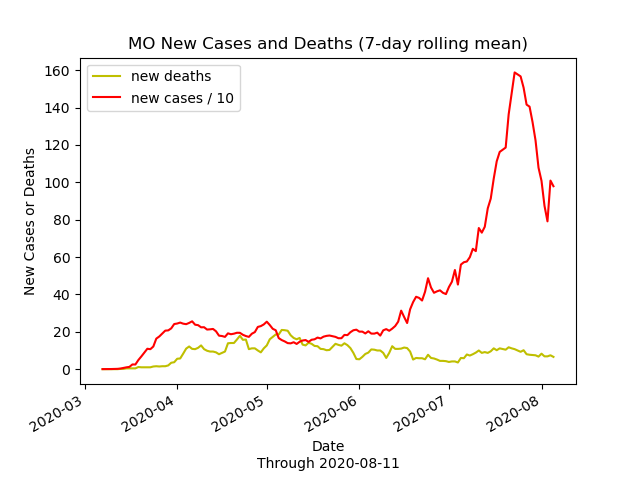 MO New Cases and Deaths (7-day rolling mean)
new deaths
new cases / 10
160
140
120
100
80
60
40
20
0
New Cases or Deaths
2020-03
2020-04
2020-05
2020-06
2020-07
2020-08
Date
Through 2020-08-11